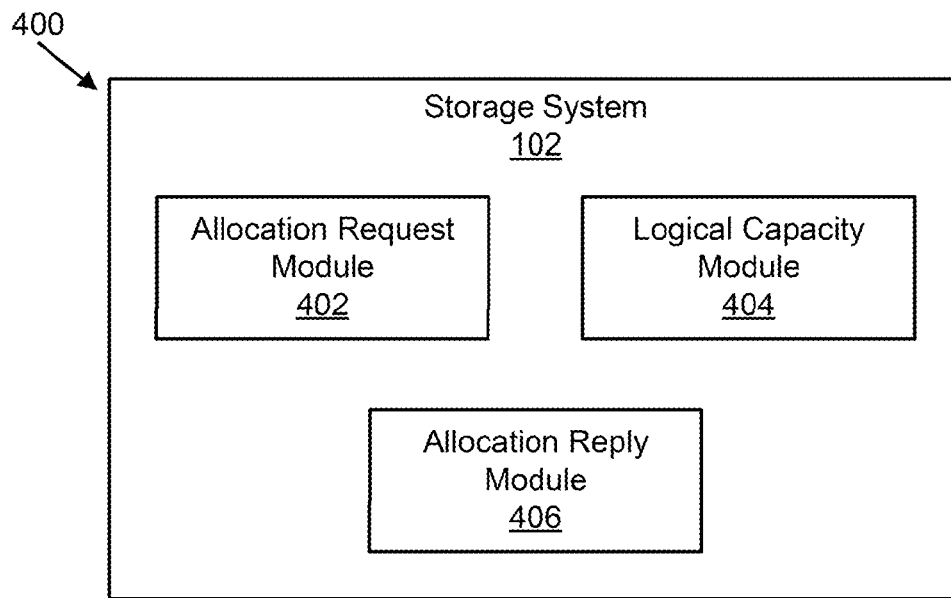 400
Storage System
102
Allocation Request
Module
402
Logical Capacity
Module
404
Allocation Reply
Module
406